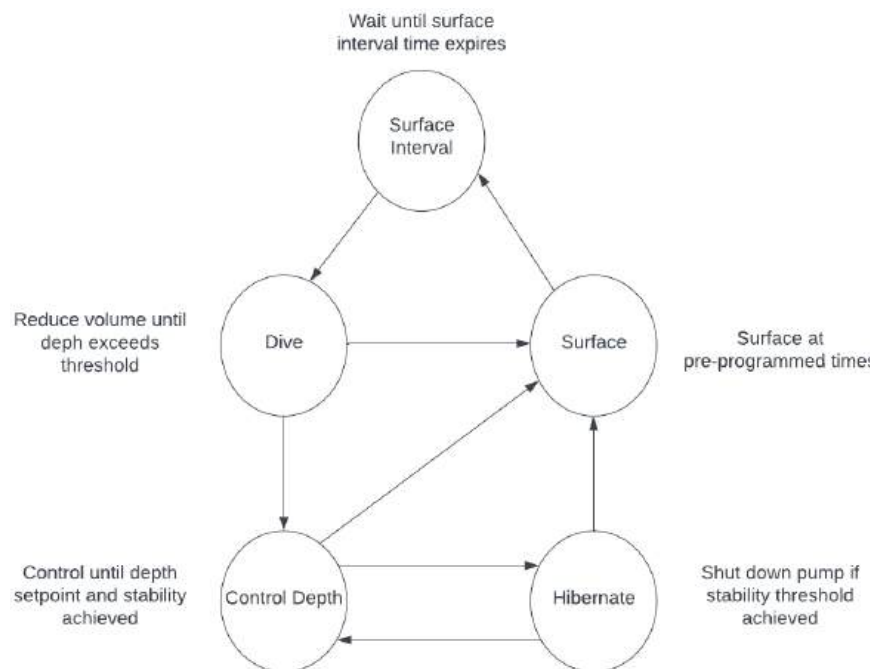 Wait until surface
interval time expires
Surface
Interval
Reduce volume until
deph exceeds
threshold
Dive
Surface
Surface at
pre-programmed times
Control until depth
setpoint and stability
achieved
Control Depth
Hibernate
Shut down pump if
stability threshold
achieved